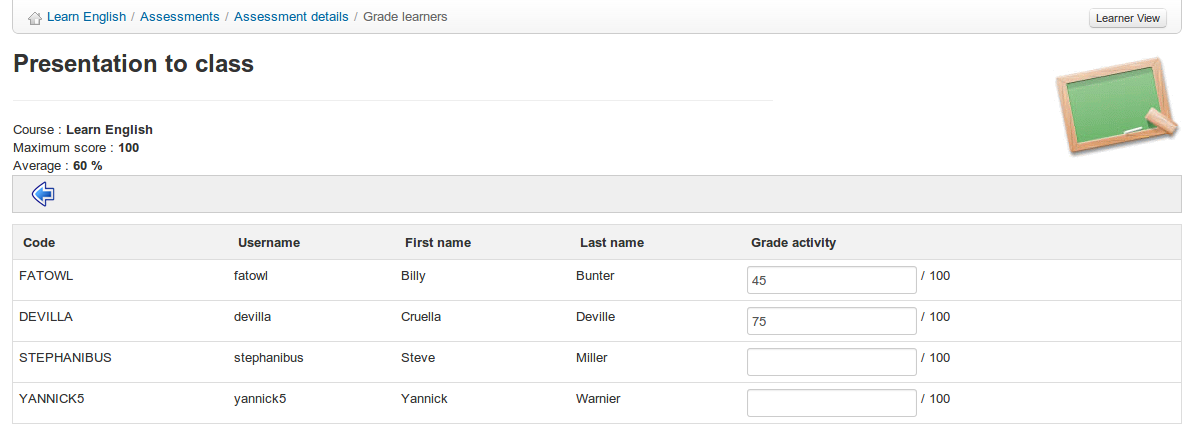 Learn English / Assessments / Assessment details / Grade learners Learner View
Presentation to class
Course : Learn English
Maximum score : 100
Average : 60 %
Code Username First name Last name Grade activity
FATOWL fatowl Billy Bunter 45 / 100
DEVILLA devilla Cruella Deville 75 / 100
STEPHANIBUS stephanibus Steve Miller / 100
YANNICK5 yannick5 Yannick Warnier / 100